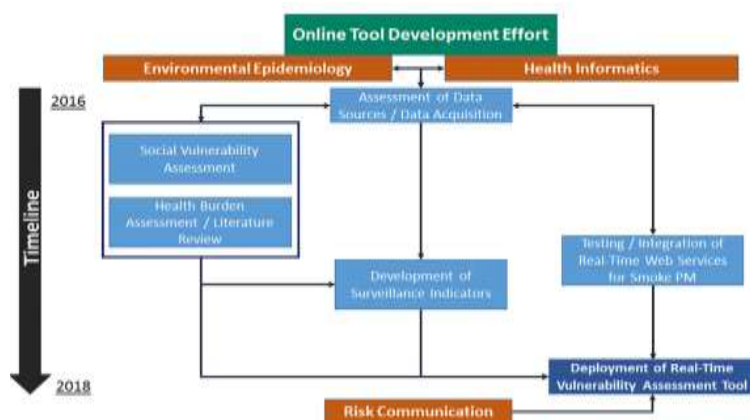 Online Tool Development Effort
Environmental Epidemiology
Health Informatics
2016
Assessment of Data
Sources / Data Acquisition
Social Vulnerability
Assessment
Health Burden
Assessment / Literature
Review
Timeline
Testing / Integration of
Real-Time Web Services
for Smoke PM
Development of
Surveillance Indicators
2018
Deployment of Real-Time
Vulnerability Assessment Tool
Risk Communication